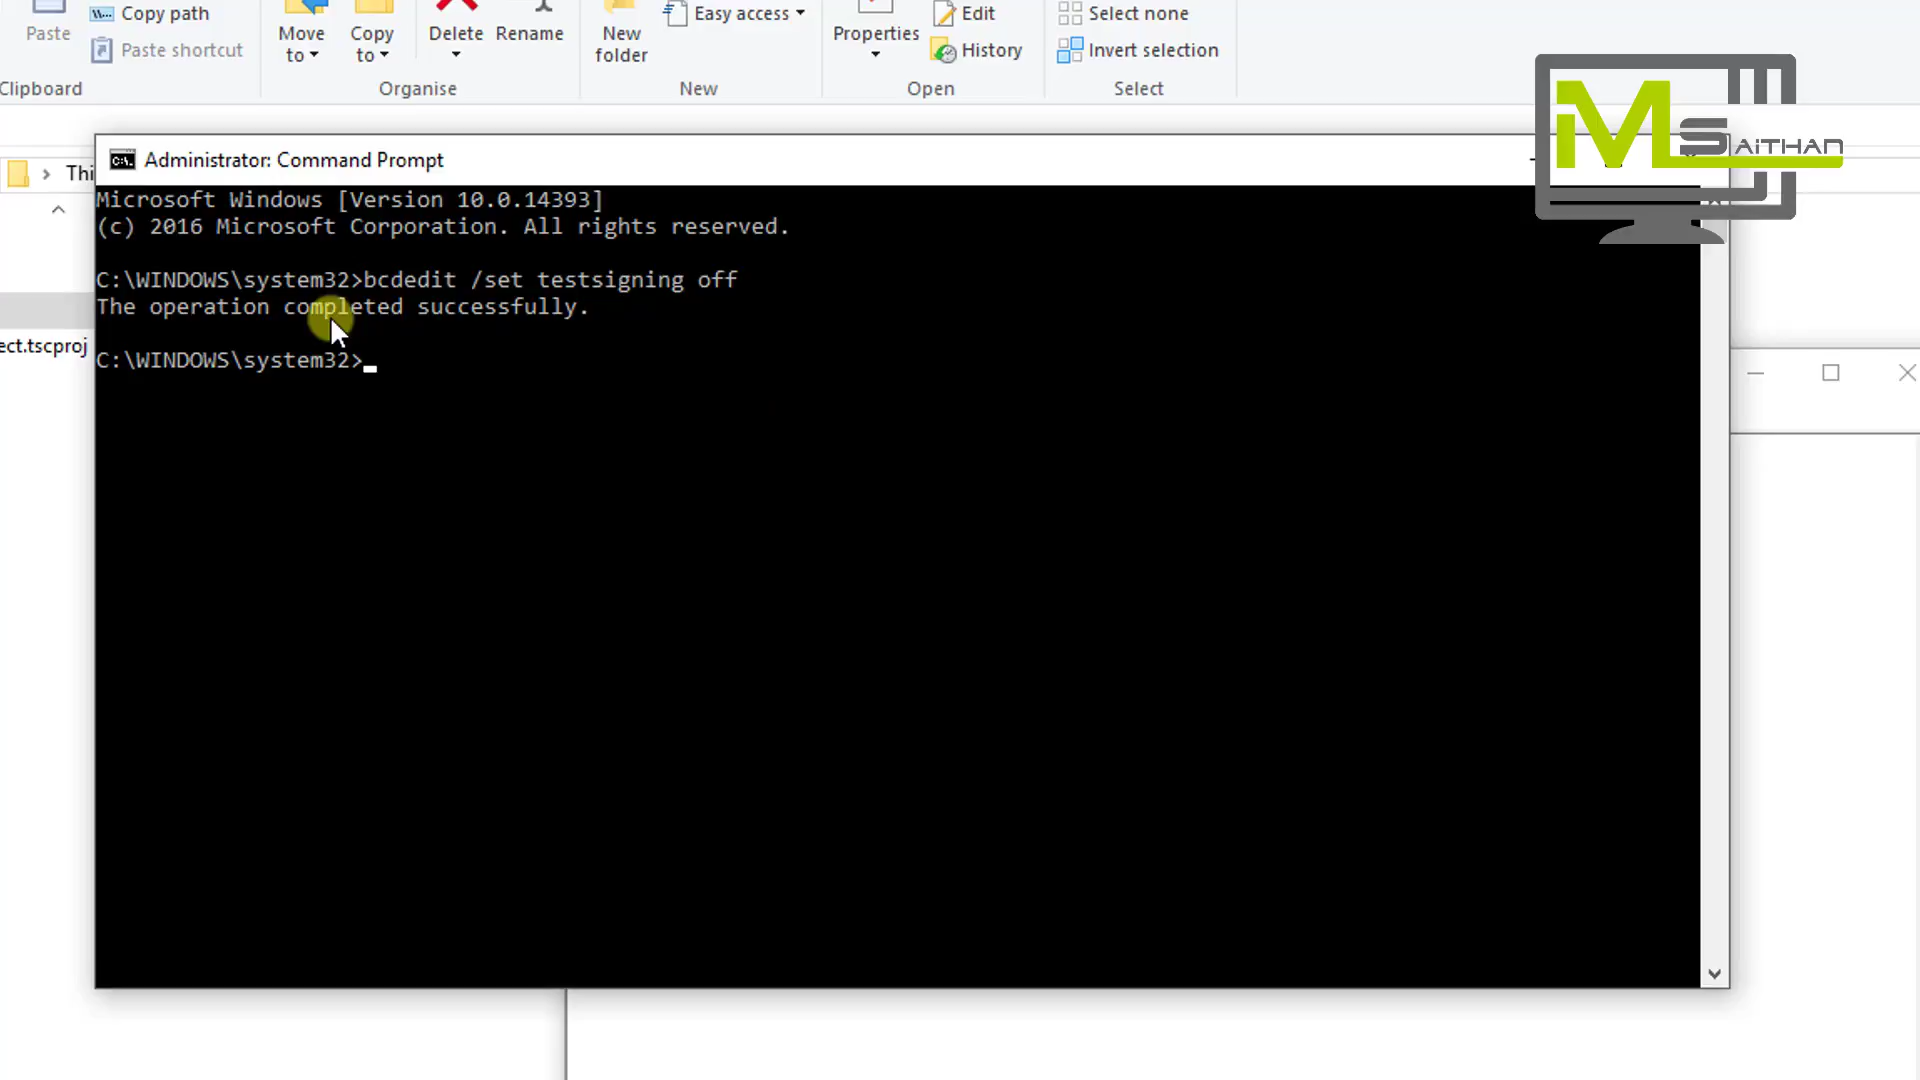 Paste
Copy path
Paste shortcut
Move to
Copy to
Delete
Rename
New folder
Easy access
Properties
Edit
History
Select none
Invert selection
Clipboard
Organise
New
Open
Select
iMSAITHAN
Thi
Administrator: Command Prompt
Microsoft Windows [Version 10.0.14393]
(c) 2016 Microsoft Corporation. All rights reserved.
C:\WINDOWS\system32>bcdedit /set testsigning off
The operation completed successfully.
ect.tscproj
C:\WINDOWS\system32>